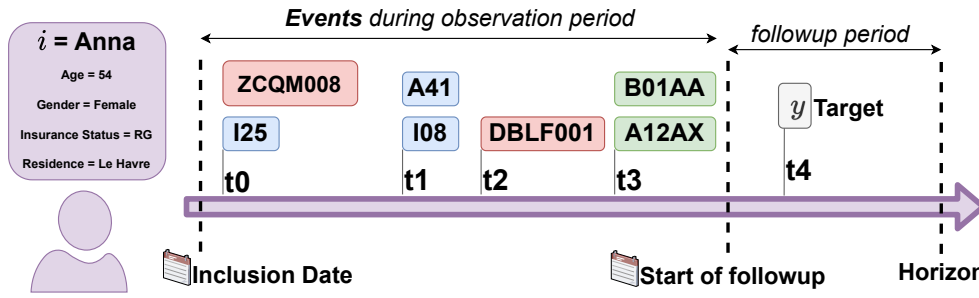 i = Anna
Age = 54
Gender = Female
Insurance Status = RG
Residence = Le Havre
Events during observation period
followup period
ZCQM008
A41
B01AA
y Target
I25
I08
DBLF001
A12AX
t0
t1
t2
t3
t4
Inclusion Date
Start of followup
Horizon